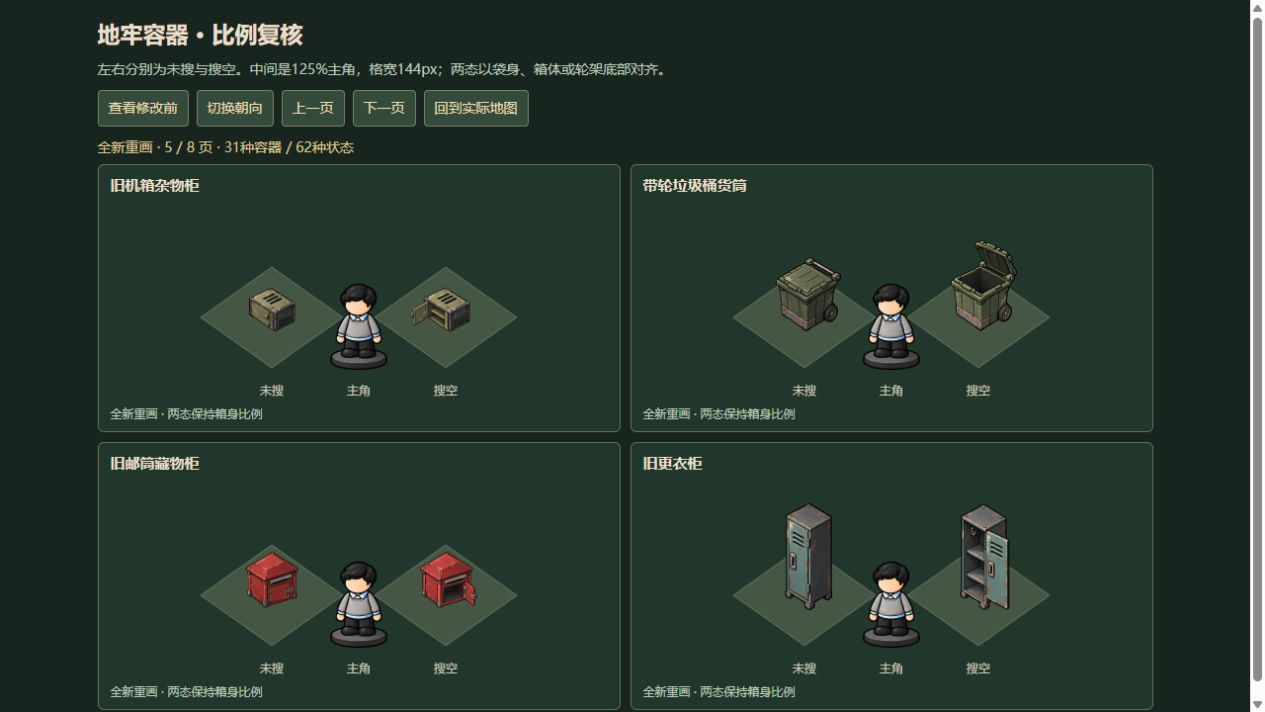 地牢容器 · 比例复核
左右分别为未搜与搜空。中间是125%主角，格宽144px；两态以袋身、箱体或轮架底部对齐。
查看修改前 切换朝向 上一页 下一页 回到实际地图
全新重画 · 5 / 8 页 · 31种容器 / 62种状态
旧机箱杂物柜
未搜 主角 搜空
全新重画 · 两态保持箱身比例
带轮垃圾桶货筒
未搜 主角 搜空
全新重画 · 两态保持箱身比例
旧邮筒藏物柜
未搜 主角 搜空
全新重画 · 两态保持箱身比例
旧更衣柜
未搜 主角 搜空
全新重画 · 两态保持箱身比例